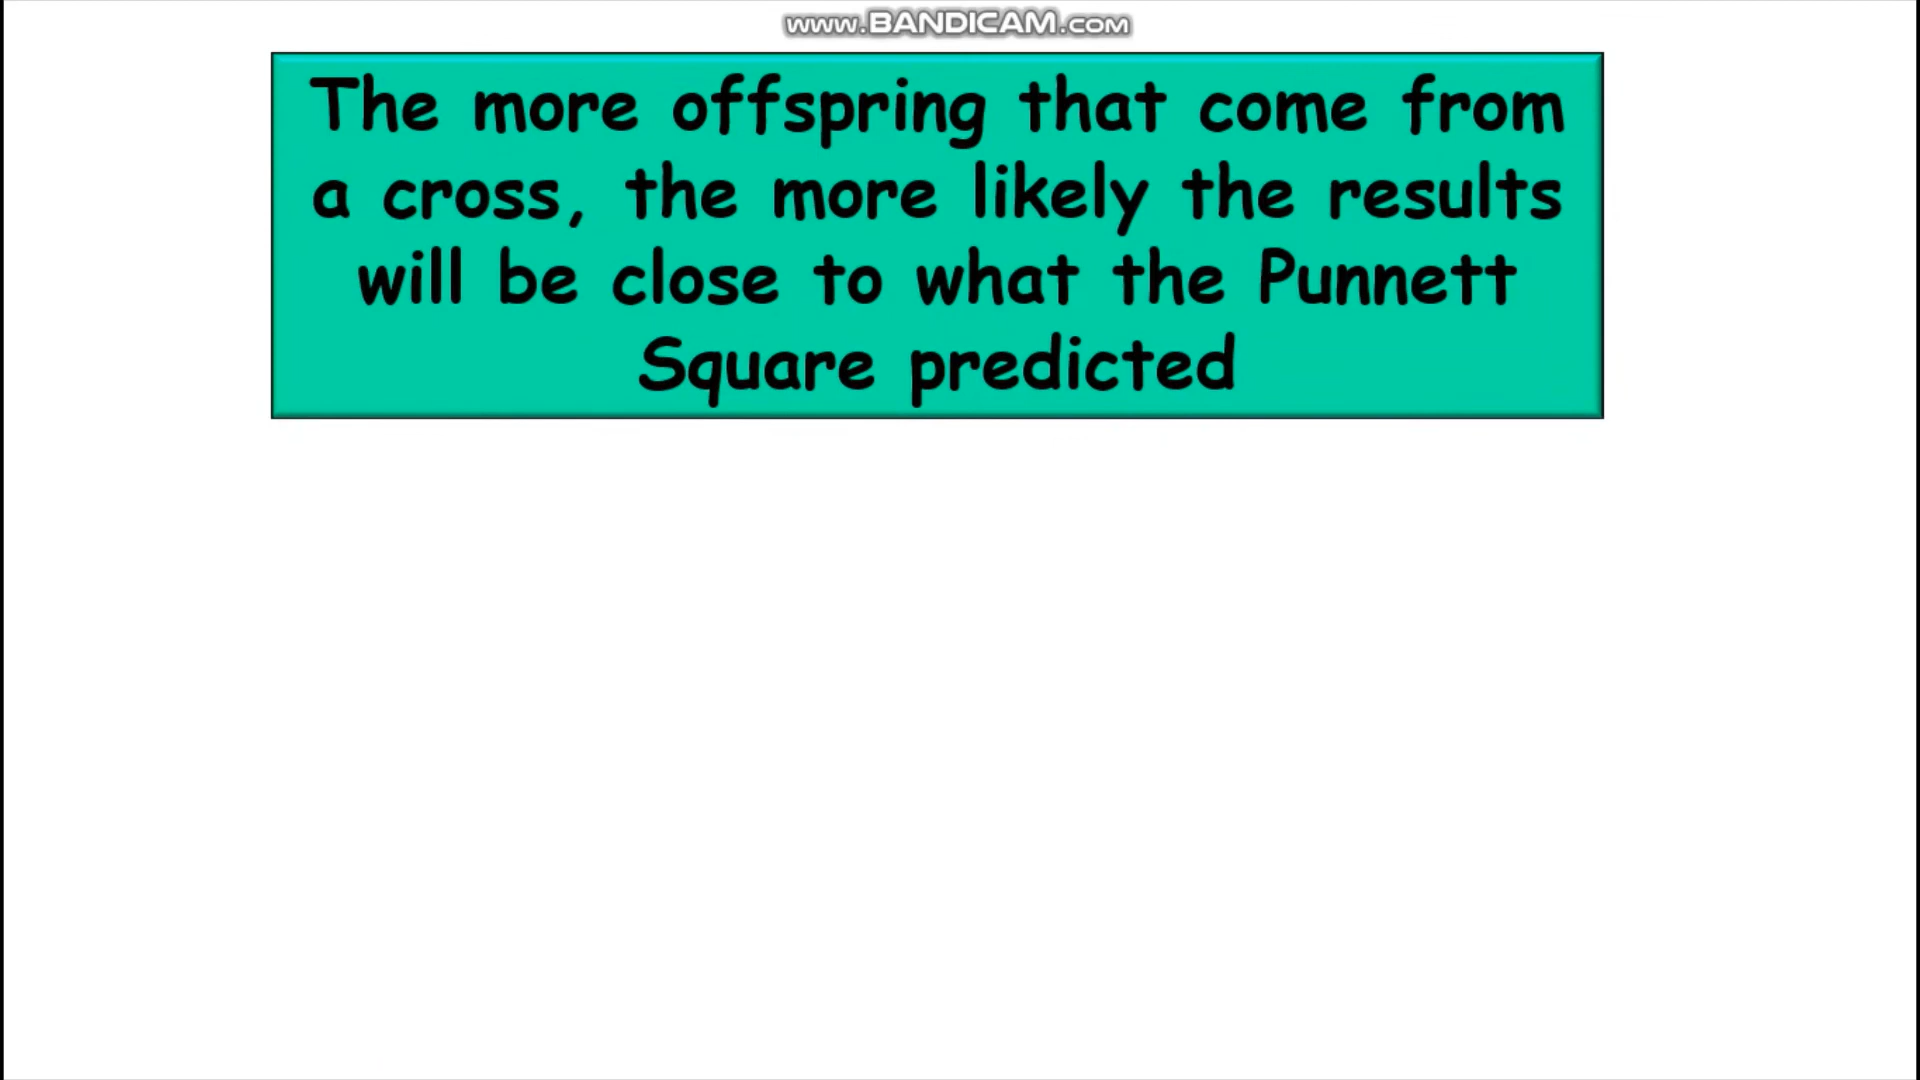 www.BANDICAM.com
The more offspring that come from
a cross, the more likely the results
will be close to what the Punnett
Square predicted